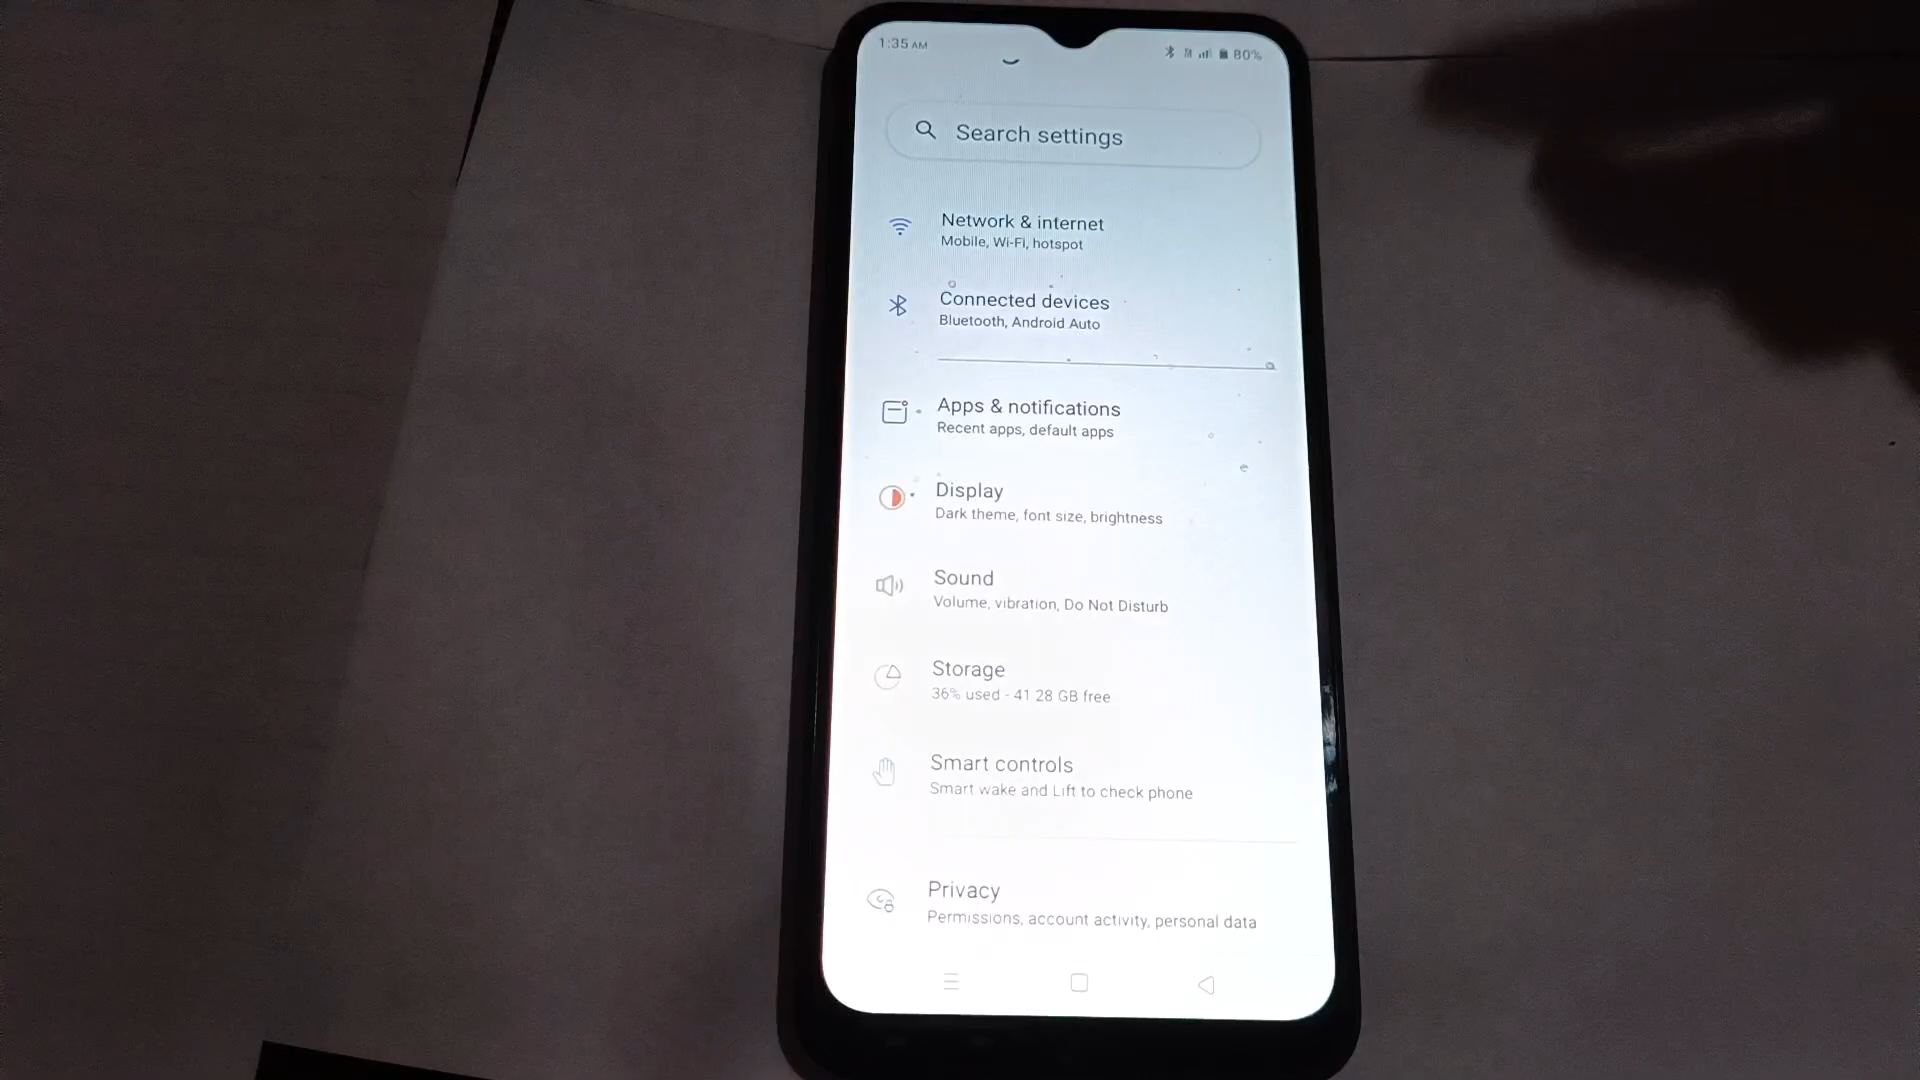 1:35 AM
80%
Search settings
Network & internet
Mobile, Wi-Fi, hotspot
Connected devices
Bluetooth, Android Auto
Apps & notifications
Recent apps, default apps
Display
Dark theme, font size, brightness
Sound
Volume, vibration, Do Not Disturb
Storage
36% used - 41 28 GB free
Smart controls
Smart wake and Lift to check phone
Privacy
Permissions, account activity, personal data